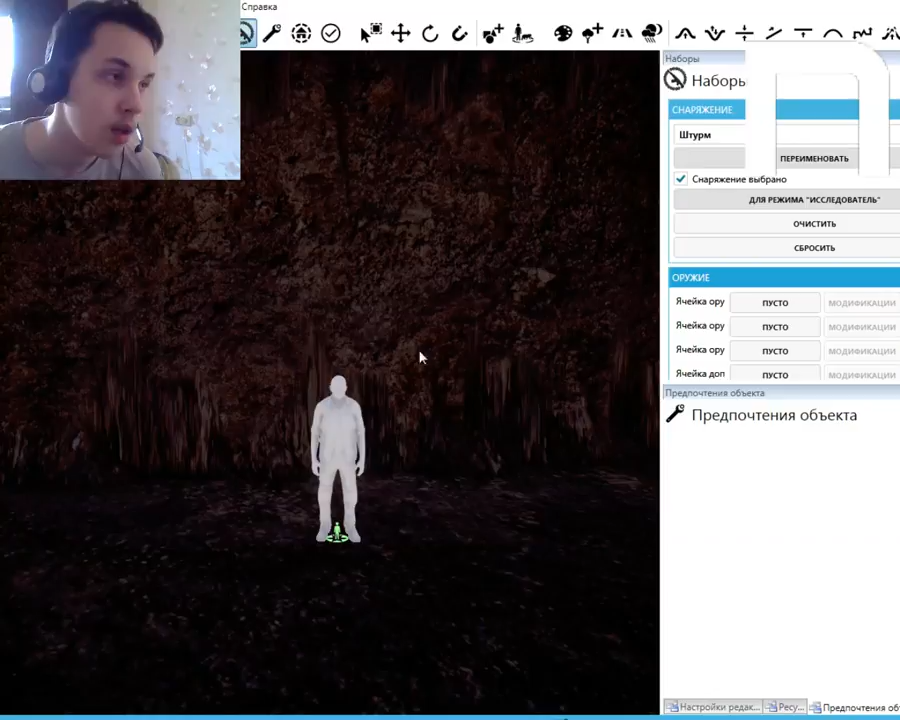 Справка
Наборы
Наборы
СНАРЯЖЕНИЕ
Штурм
ПЕРЕИМЕНОВАТЬ
Снаряжение выбрано
ДЛЯ РЕЖИМА "ИССЛЕДОВАТЕЛЬ"
ОЧИСТИТЬ
СБРОСИТЬ
ОРУЖИЕ
Ячейка ору ПУСТО МОДИФИКАЦИИ
Ячейка ору ПУСТО МОДИФИКАЦИИ
Ячейка ору ПУСТО МОДИФИКАЦИИ
Ячейка доп ПУСТО МОДИФИКАЦИИ
Предпочтения объекта
Предпочтения объекта
Настройки редак... Ресу... Предпочтения об